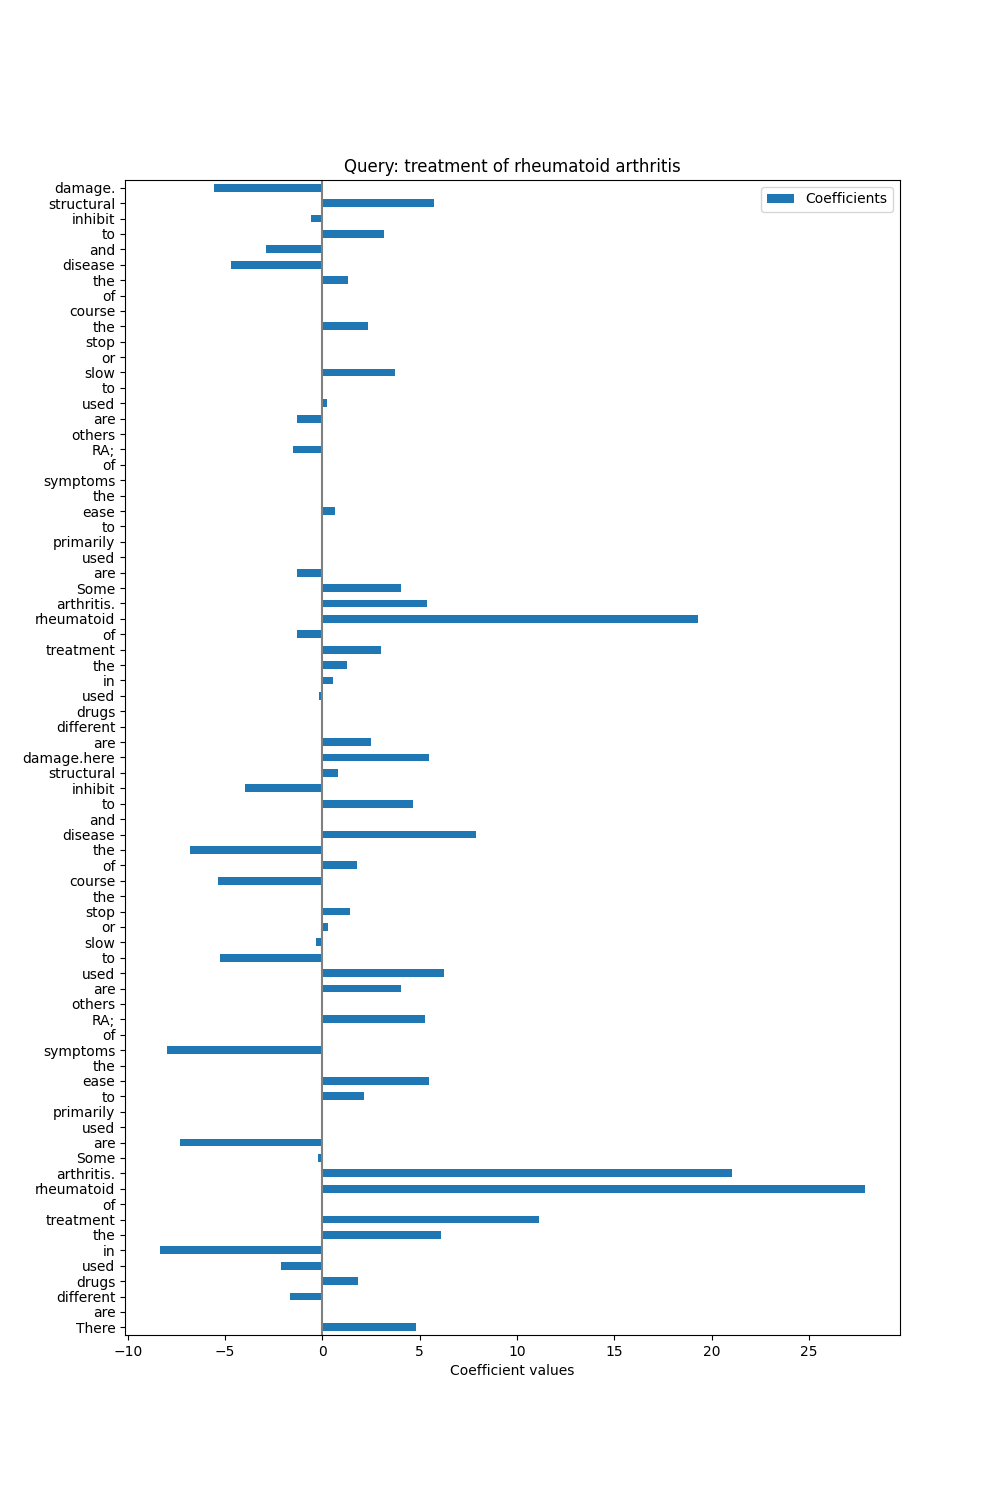 Query: treatment of rheumatoid arthritis
Coefficients
damage.
structural
inhibit
to
and
disease
the
of
course
the
stop
or
slow
to
used
are
others
RA;
of
symptoms
the
ease
to
primarily
used
are
Some
arthritis.
rheumatoid
of
treatment
the
in
used
drugs
different
are
damage.here
structural
inhibit
to
and
disease
the
of
course
the
stop
or
slow
to
used
are
others
RA;
of
symptoms
the
ease
to
primarily
used
are
Some
arthritis.
rheumatoid
of
treatment
the
in
used
drugs
different
are
There
−10 −5 0 5 10 15 20 25
Coefficient values